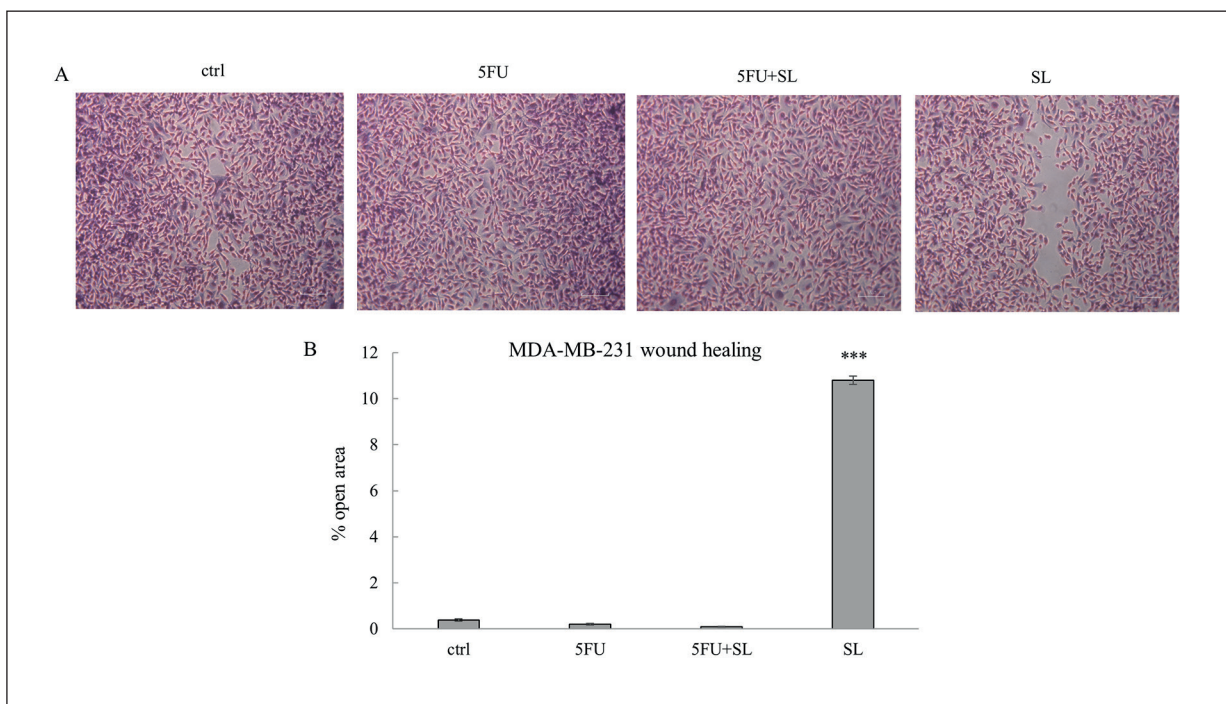 A
ctrl
5FU
5FU+SL
SL
B
MDA-MB-231 wound healing
***
12
10
8
6
4
2
0
% open area
ctrl
5FU
5FU+SL
SL